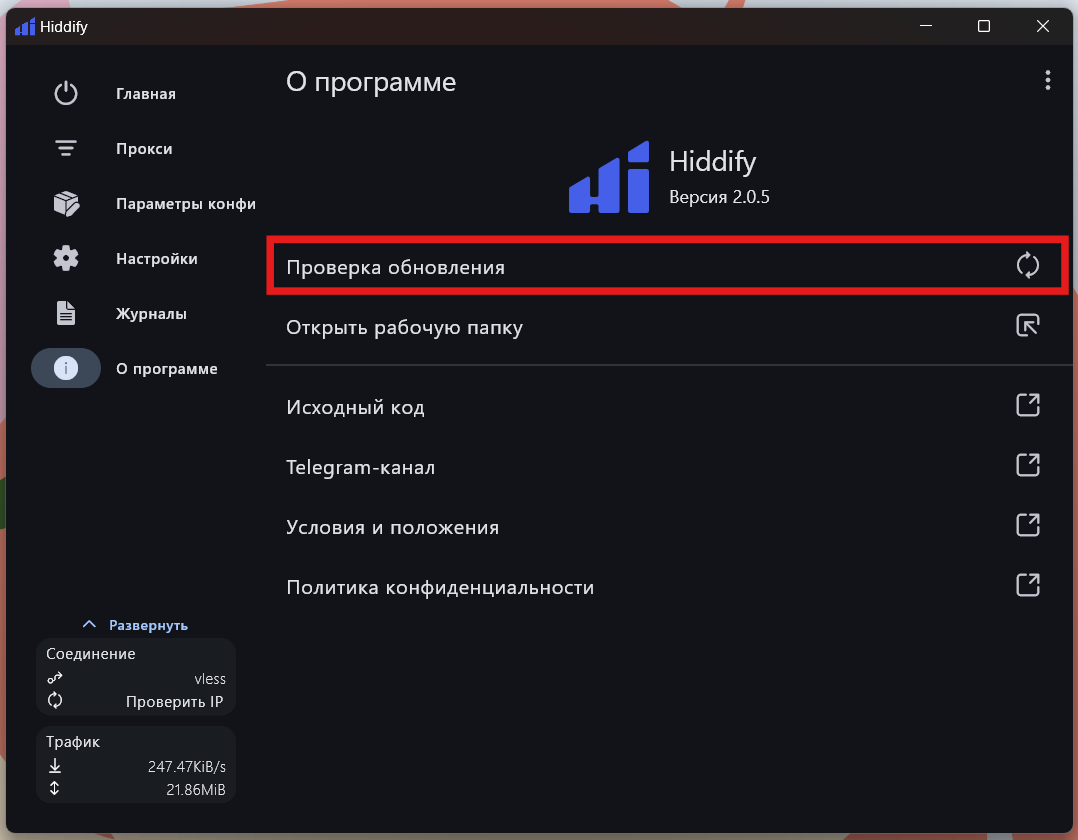 Hiddify
Главная
Прокси
Параметры конфи
Настройки
Журналы
О программе
О программе
Hiddify
Версия 2.0.5
Проверка обновления
Открыть рабочую папку
Исходный код
Telegram-канал
Условия и положения
Политика конфиденциальности
Развернуть
Соединение
vless
Проверить IP
Трафик
247.47KiB/s
21.86MiB